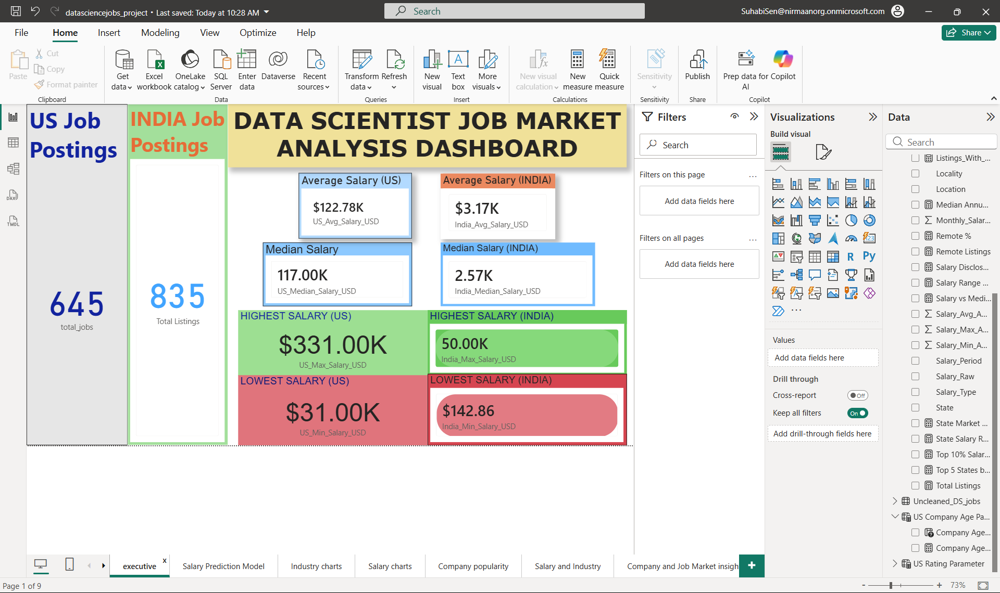 datasciencejobs_project • Last saved: Today at 10:28 AM
Search
SuhabiSen@nirmaanorg.onmicrosoft.com
File
Home
Insert
Modeling
View
Optimize
Help
Share
Paste
Cut
Copy
Format painter
Clipboard
Get data
Excel workbook
OneLake catalog
SQL Server
Enter data
Dataverse
Recent sources
Data
Transform data
Refresh
Queries
New visual
Text box
More visuals
Insert
New visual calculation
New measure
Quick measure
Calculations
Sensitivity
Sensitivity
Publish
Share
Prep data for AI
Copilot
Copilot
DAX
TMDL
US Job
Postings
645
total_jobs
INDIA Job
Postings
835
Total Listings
DATA SCIENTIST JOB MARKET
ANALYSIS DASHBOARD
Average Salary (US)
$122.78K
US_Avg_Salary_USD
Average Salary (INDIA)
$3.17K
India_Avg_Salary_USD
Median Salary
117.00K
US_Median_Salary_USD
Median Salary (INDIA)
2.57K
India_Median_Salary_USD
HIGHEST SALARY (US)
$331.00K
US_Max_Salary_USD
HIGHEST SALARY (INDIA)
50.00K
India_Max_Salary_USD
LOWEST SALARY (US)
$31.00K
US_Min_Salary_USD
LOWEST SALARY (INDIA)
$142.86
India_Min_Salary_USD
Filters
Search
Filters on this page
...
Add data fields here
Filters on all pages
...
Add data fields here
Visualizations
Build visual
123
R
Py
...
Values
Add data fields here
Drill through
Cross-report
Off
Keep all filters
On
Add drill-through fields here
Data
Search
Listings_With_...
Locality
Location
Median Annu...
Monthly_Salar...
Remote %
Remote Listings
Salary Disclos...
Salary Range ...
Salary vs Medi...
Salary_Avg_A...
Salary_Max_A...
Salary_Min_A...
Salary_Period
Salary_Raw
Salary_Type
State
State Market ...
State Salary R...
Top 10% Salar...
Top 5 States b...
Total Listings
Uncleaned_DS_jobs
US Company Age Pa...
Company Age...
Company Age...
US Rating Parameter
executive
x
Salary Prediction Model
Industry charts
Salary charts
Company popularity
Salary and Industry
Company and Job Market insigh
+
Page 1 of 9
- + 73%